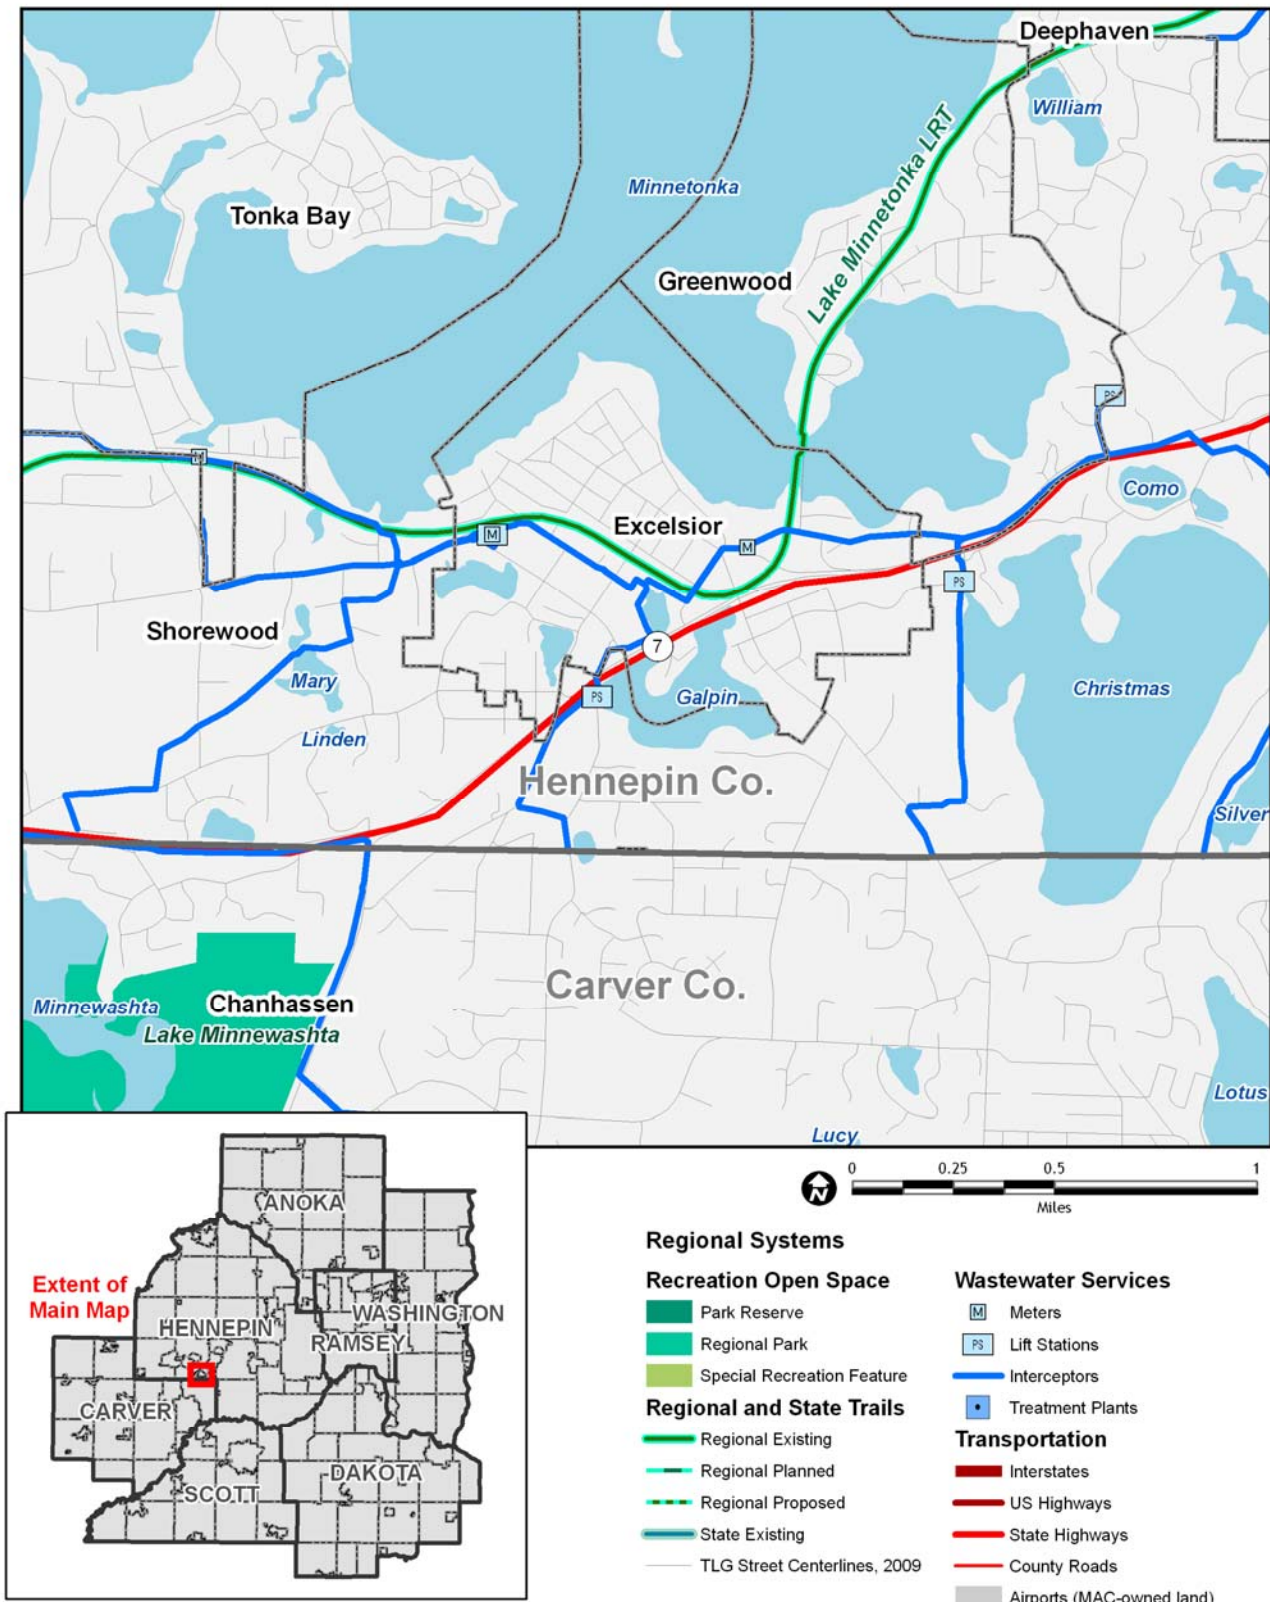 Deephaven
William
Minnetonka
Tonka Bay
Lake Minnetonka LRT
Greenwood
PS
M
Como
Excelsior
M
M
PS
Shorewood
7
Mary
Galpin
Christmas
PS
Linden
Hennepin Co.
Silver
Carver Co.
Minnewashta
Chanhassen
Lake Minnewashta
Lotus
Lucy
ANOKA
Extent of
Main Map
WASHINGTON
HENNEPIN
RAMSEY
CARVER
DAKOTA
SCOTT
N
0 0.25 0.5 1
Miles
Regional Systems
Recreation Open Space
Park Reserve
Regional Park
Special Recreation Feature
Regional and State Trails
Regional Existing
Regional Planned
Regional Proposed
State Existing
TLG Street Centerlines, 2009
Wastewater Services
M Meters
PS Lift Stations
Interceptors
Treatment Plants
Transportation
Interstates
US Highways
State Highways
County Roads
Airports (MAC-owned land)